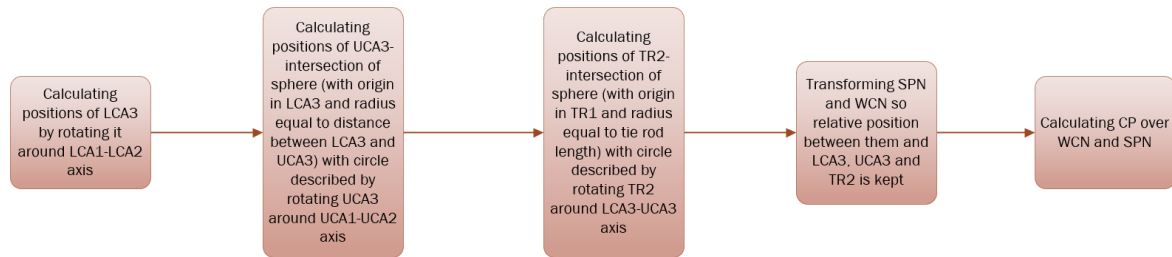 Calculating
positions of LCA3
by rotating it
around LCA1-LCA2
axis
Calculating
positions of UCA3-
intersection of
sphere (with origin
in LCA3 and radius
equal to distance
between LCA3 and
UCA3) with circle
described by
rotating UCA3
around UCA1-UCA2
axis
Calculating
positions of TR2-
intersection of
sphere (with origin
in TR1 and radius
equal to tie rod
length) with circle
described by
rotating TR2
around LCA3-UCA3
axis
Transforming SPN
and WCN so
relative position
between them and
LCA3, UCA3 and
TR2 is kept
Calculating CP over
WCN and SPN